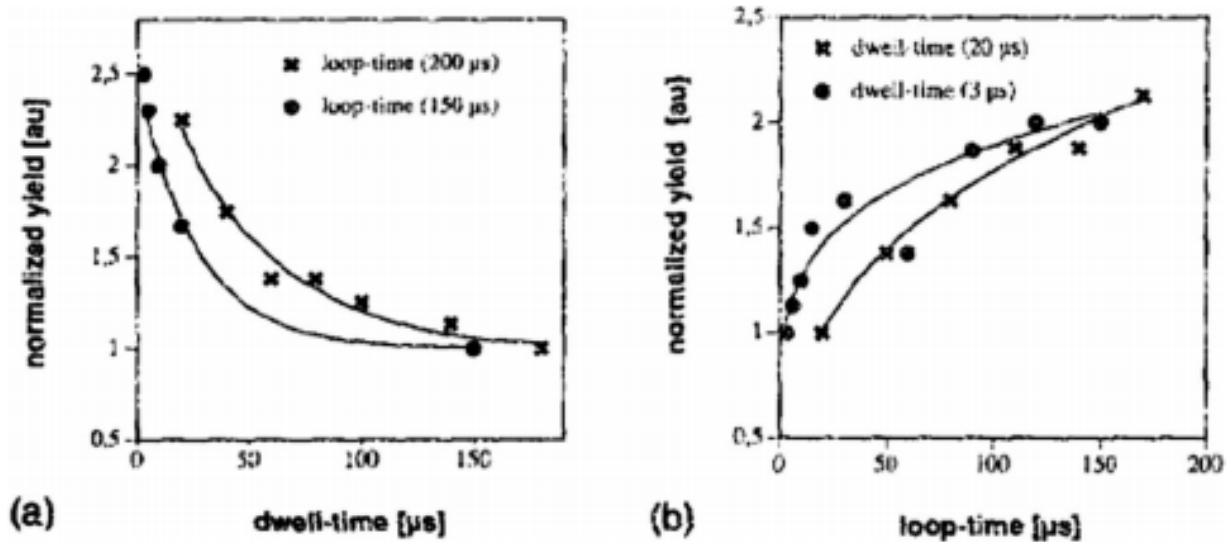 normalized yield [au]
2,5
2
1,5
1
0.5
0
50
100
150
loop-time (200 µs)
loop-time (150 µs)
(a)
dwell-time [µs]
normalized yield [au]
2,5
2
1,5
1
0,5
0
50
100
150
200
dwell-time (20 µs)
dwell-time (3 µs)
(b)
loop-time [µs]